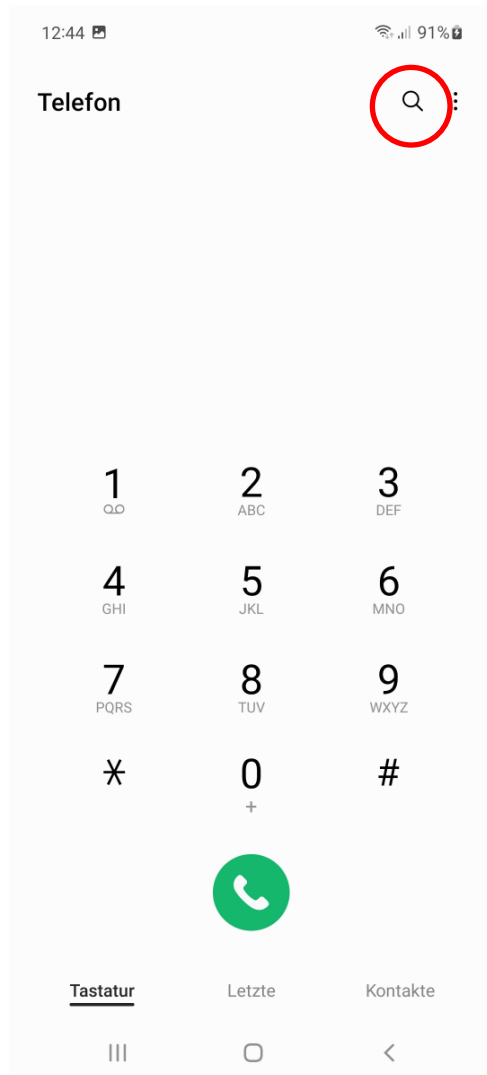 12:44 91%
Telefon
1 2 3
ABC DEF
4 5 6
GHI JKL MNO
7 8 9
PQRS TUV WXYZ
* 0 #
+
Tastatur Letzte Kontakte